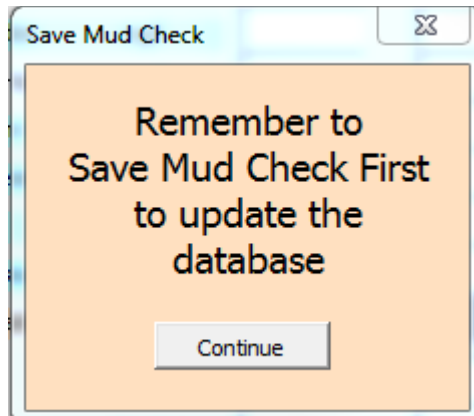 Save Mud Check
Remember to
Save Mud Check First
to update the
database
Continue